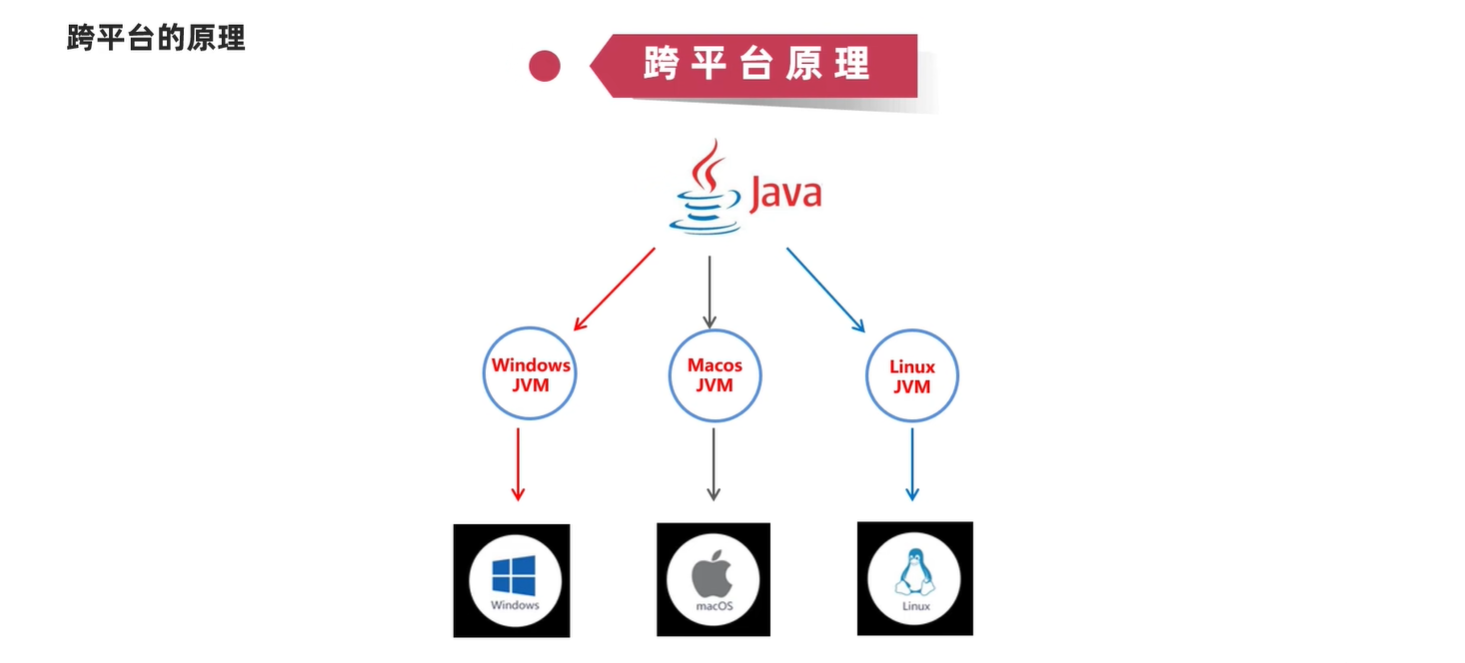 跨平台的原理
跨平台原理
Java
Windows
JVM
Macos
JVM
Linux
JVM
Windows
macOS
Linux